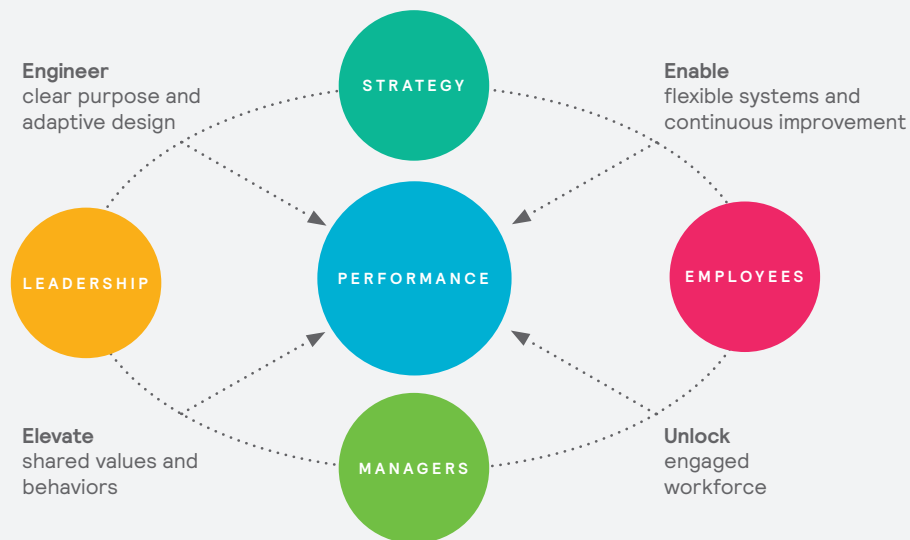 STRATEGY
Engineer
clear purpose and
adaptive design
Enable
flexible systems and
continuous improvement
LEADERSHIP
PERFORMANCE
EMPLOYEES
Elevate
shared values and
behaviors
MANAGERS
Unlock
engaged
workforce